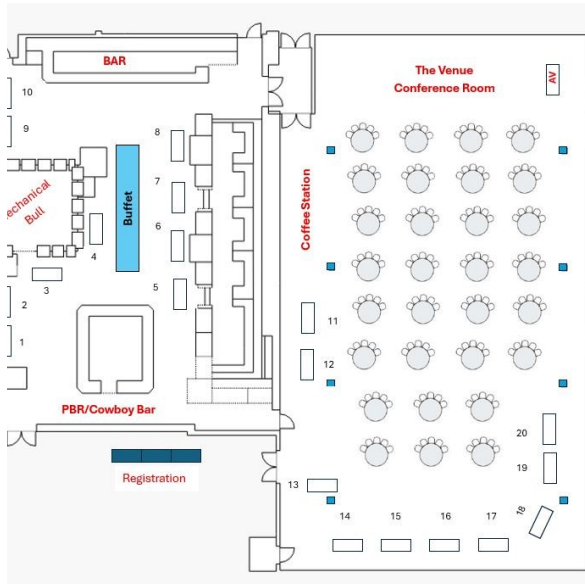 BAR
The Venue
Conference Room
AV
10
9
8
7
6
5
Buffet
Mechanical
Bull
4
3
2
1
Coffee Station
11
12
PBR/Cowboy Bar
Registration
13
14
15
16
17
18
19
20